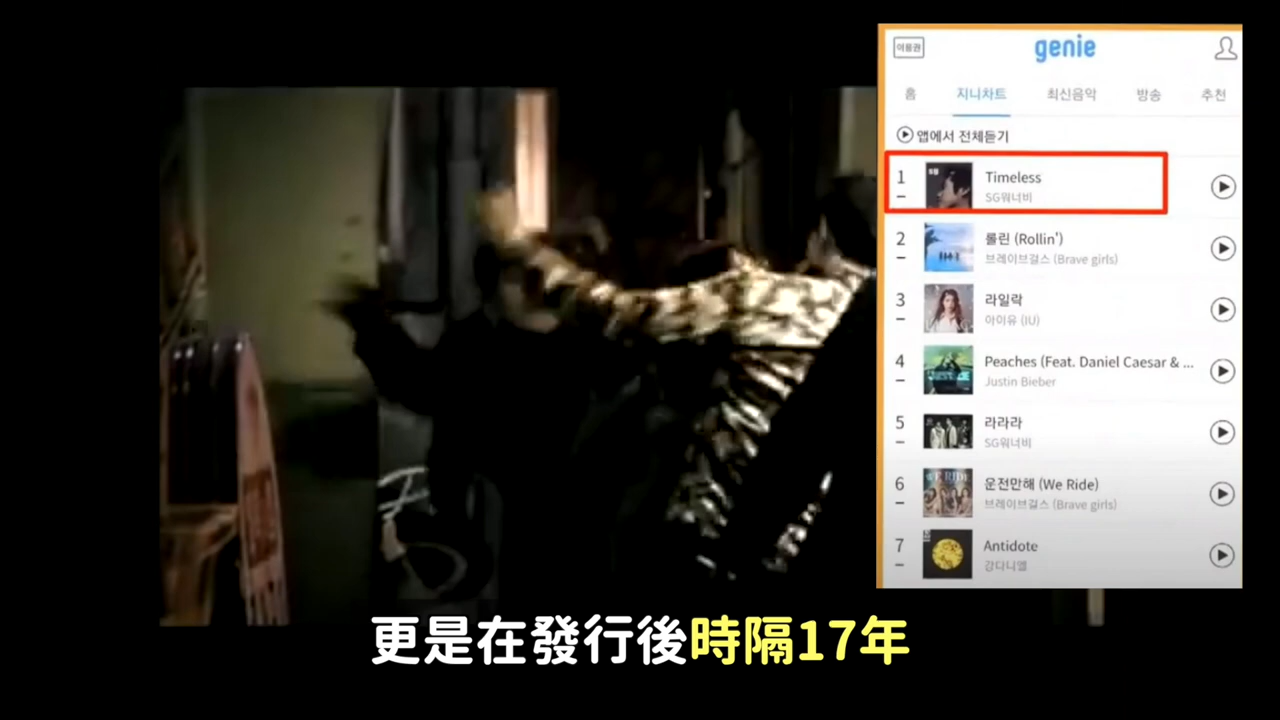 이용권
genie
홈 지니차트 최신음악 방송 추천
앱에서 전체듣기
1 Timeless
SG워너비
2 롤린 (Rollin')
브레이브걸스 (Brave girls)
3 라일락
아이유 (IU)
4 Peaches (Feat. Daniel Caesar & ...
Justin Bieber
5 라라라
SG워너비
6 운전만해 (We Ride)
브레이브걸스 (Brave girls)
7 Antidote
강다니엘
更是在發行後時隔17年